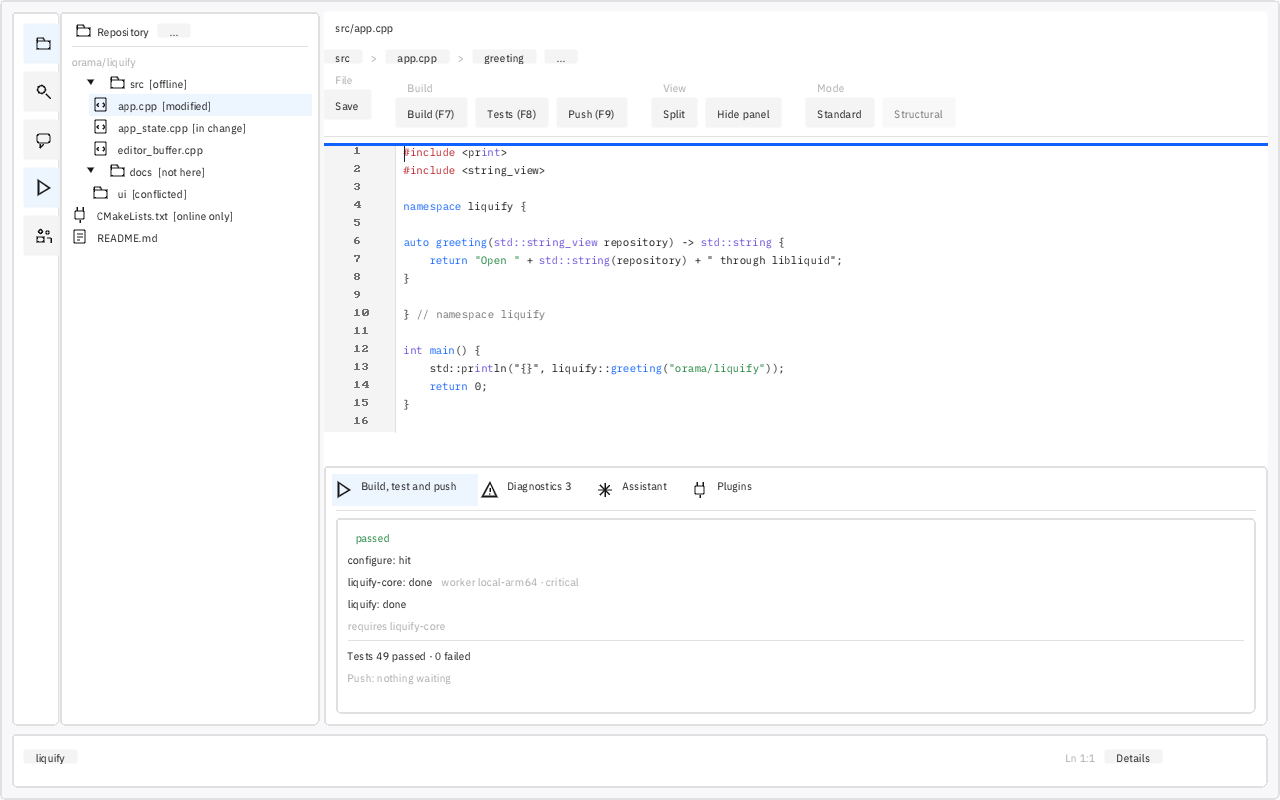 Repository ...
orama/liquify
src [offline]
app.cpp [modified]
app_state.cpp [in change]
editor_buffer.cpp
docs [not here]
ui [conflicted]
CMakeLists.txt [online only]
README.md
src/app.cpp
src > app.cpp > greeting ...
File Build View Mode
Save Build (F7) Tests (F8) Push (F9) Split Hide panel Standard Structural
1 #include <print>
2 #include <string_view>
3
4 namespace liquify {
5
6 auto greeting(std::string_view repository) -> std::string {
7     return "Open " + std::string(repository) + " through libliquid";
8 }
9
10 } // namespace liquify
11
12 int main() {
13     std::println("{}", liquify::greeting("orama/liquify"));
14     return 0;
15 }
16
Build, test and push Diagnostics 3 Assistant Plugins
passed
configure: hit
liquify-core: done worker local-arm64 · critical
liquify: done
requires liquify-core
Tests 49 passed · 0 failed
Push: nothing waiting
liquify Ln 1:1 Details